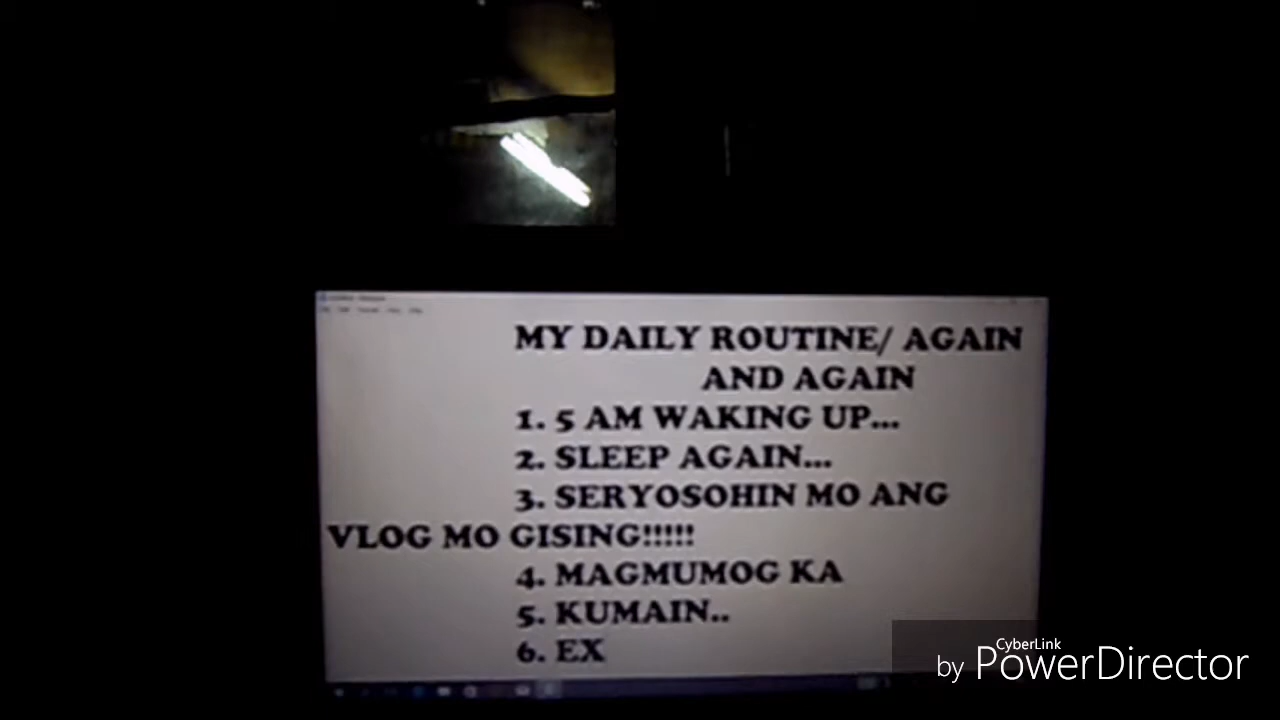 MY DAILY ROUTINE/ AGAIN
AND AGAIN
1. 5 AM WAKING UP...
2. SLEEP AGAIN...
3. SERYOSOHIN MO ANG
VLOG MO GISING!!!!!
4. MAGMUMOG KA
5. KUMAIN..
6. EX
CyberLink
by PowerDirector